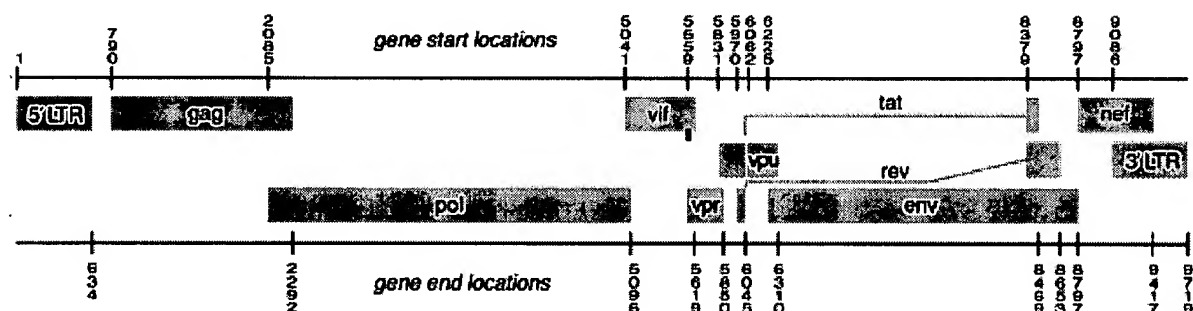 1 790 2085 gene start locations 5041 5559 5831 5970 6062 6225 8379 8797 9086
5'LTR gag vif tat nef
vpu rev 3'LTR
pol vpr env
634 2292 gene end locations 5096 5619 5850 6045 6310 8469 8653 8797 9417 9719